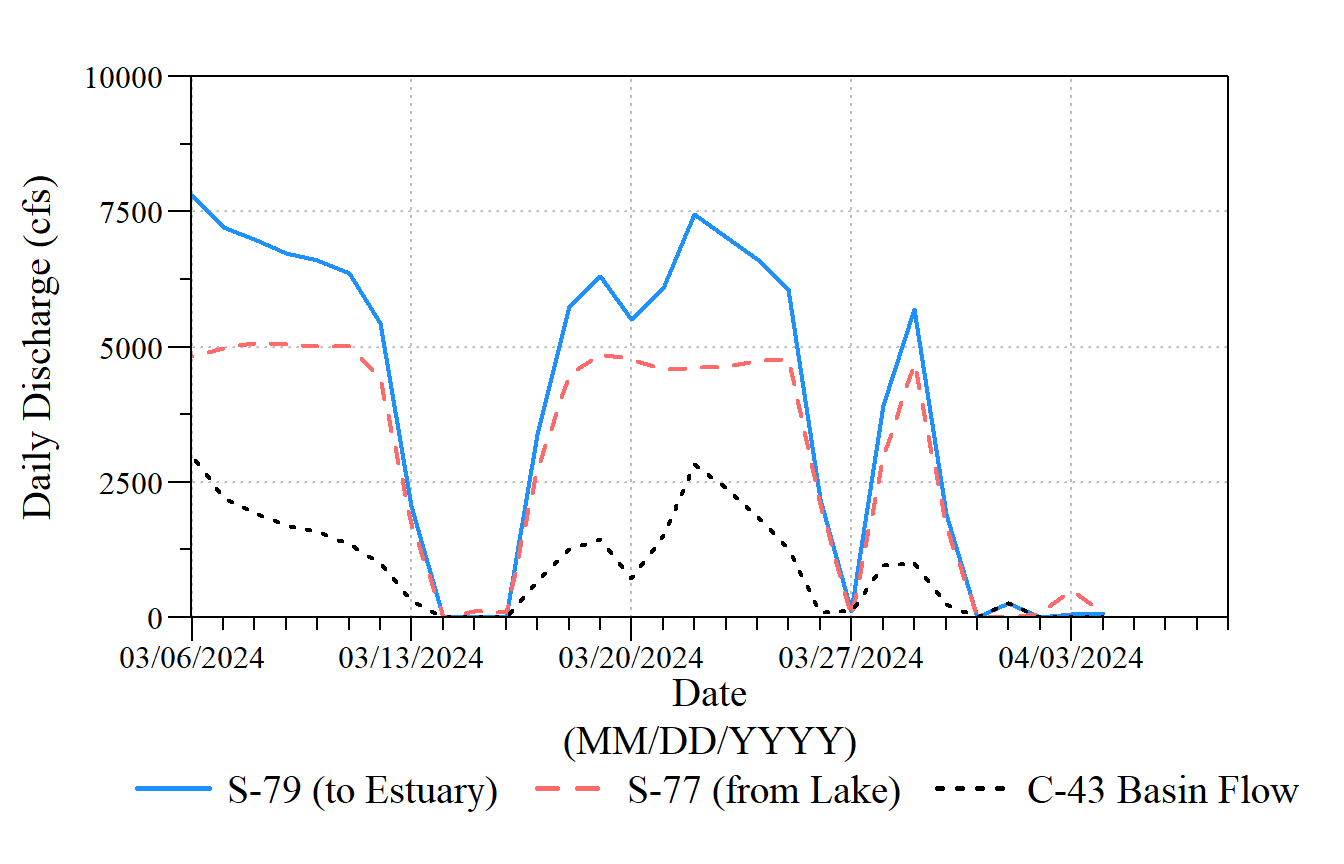 10000
7500
5000
2500
0
Daily Discharge (cfs)
03/06/2024 03/13/2024 03/20/2024 03/27/2024 04/03/2024
Date
(MM/DD/YYYY)
S-79 (to Estuary) S-77 (from Lake) C-43 Basin Flow